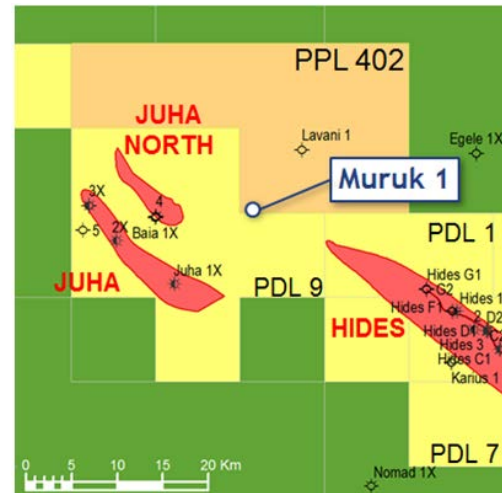 PPL 402
JUHA
NORTH
Lavani 1
Egele 1X
Muruk 1
3X
4
5
2X
Baia 1X
PDL 1
Juha 1X
JUHA
PDL 9
Hides G1
G2
Hides F1
Hides 1
HIDES
Hides D1
2
D2
Hides 3
Hides C1
Karius 1
PDL 7
0 5 10 20 Km
Nomad 1X